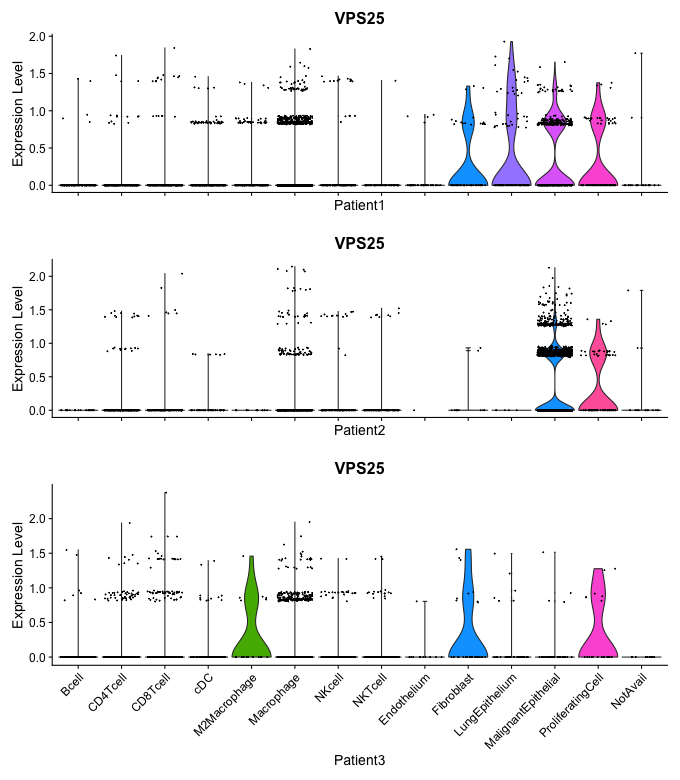 VPS25
Expression Level
2.0
1.5
1.0
0.5
0.0
Patient1
VPS25
Expression Level
2.0
1.5
1.0
0.5
0.0
Patient2
VPS25
Expression Level
2.0
1.5
1.0
0.5
0.0
Bcell
CD4Tcell
CD8Tcell
cDC
M2Macrophage
Macrophage
NKcell
NKTcell
Endothelium
Fibroblast
LungEpithelium
MalignantEpithelial
ProliferatingCell
NotAvail
Patient3